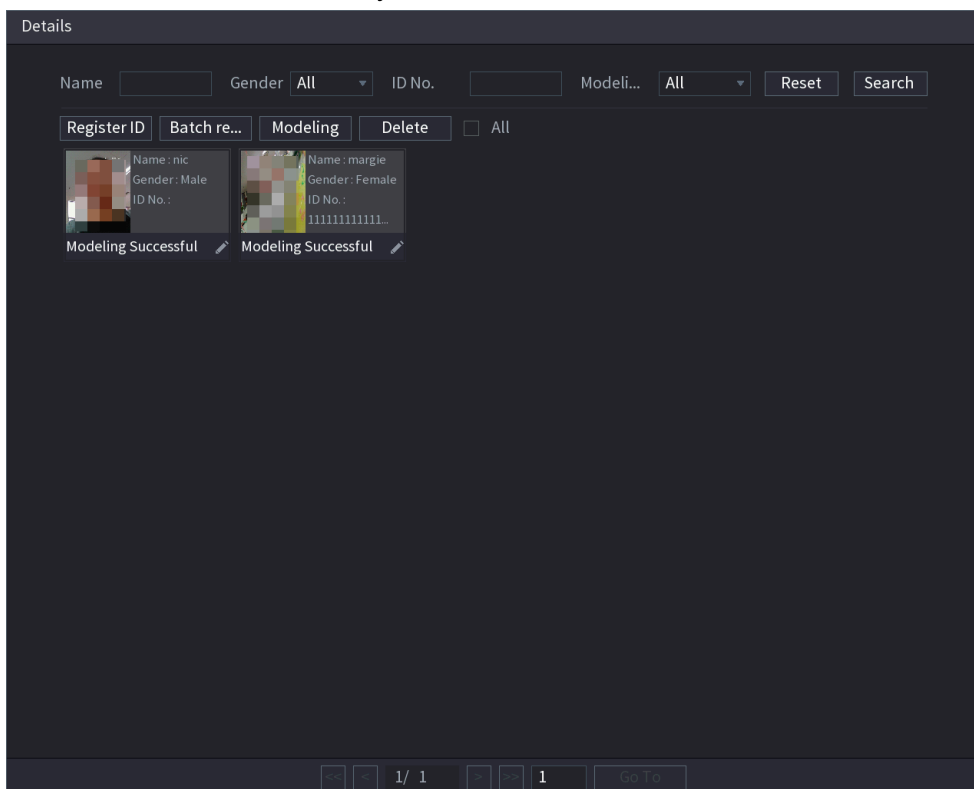 Details
Name Gender All ID No. Modeli... All Reset Search
Register ID Batch re... Modeling Delete All
Name : nic
Gender : Male
ID No. :
Modeling Successful
Name : margie
Gender : Female
ID No. :
111111111111...
Modeling Successful
<< < 1/ 1 > >> 1 Go To